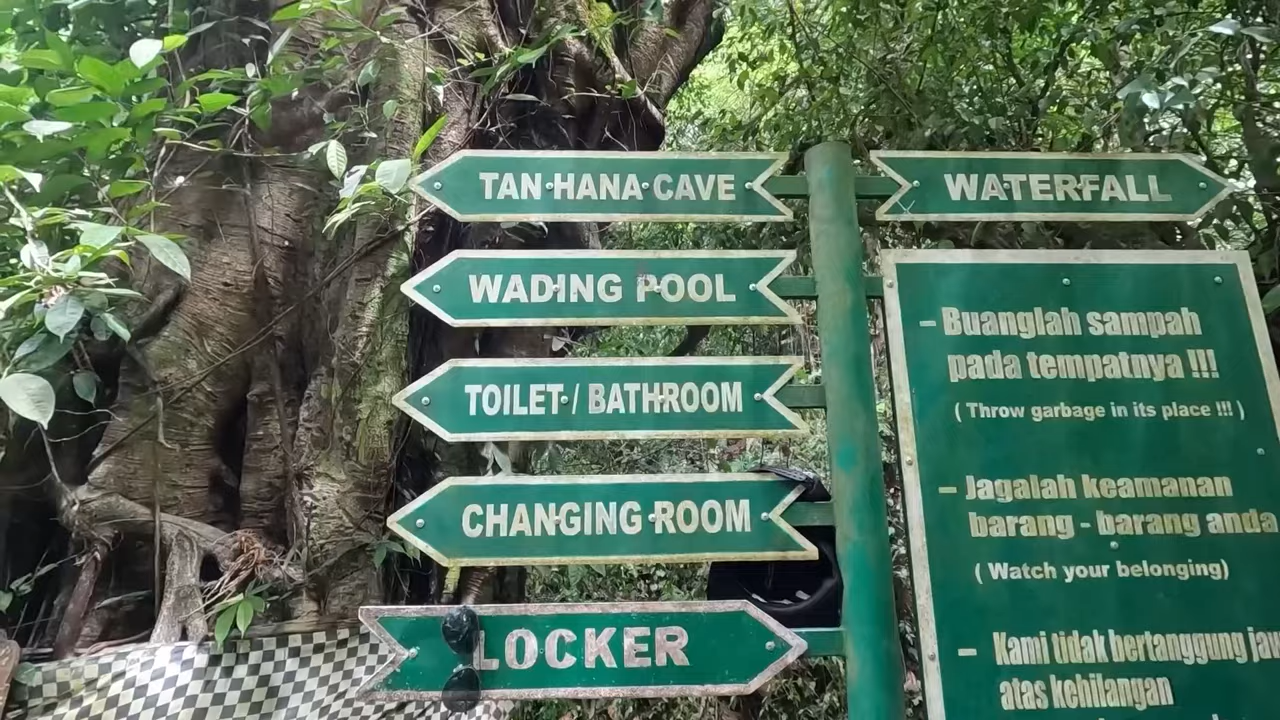 TAN HANA CAVE
WATERFALL
WADING POOL
TOILET / BATHROOM
CHANGING ROOM
LOCKER
– Buanglah sampah
pada tempatnya !!!
( Throw garbage in its place !!! )
– Jagalah keamanan
barang - barang anda
( Watch your belonging)
– Kami tidak bertanggung
atas kehilangan